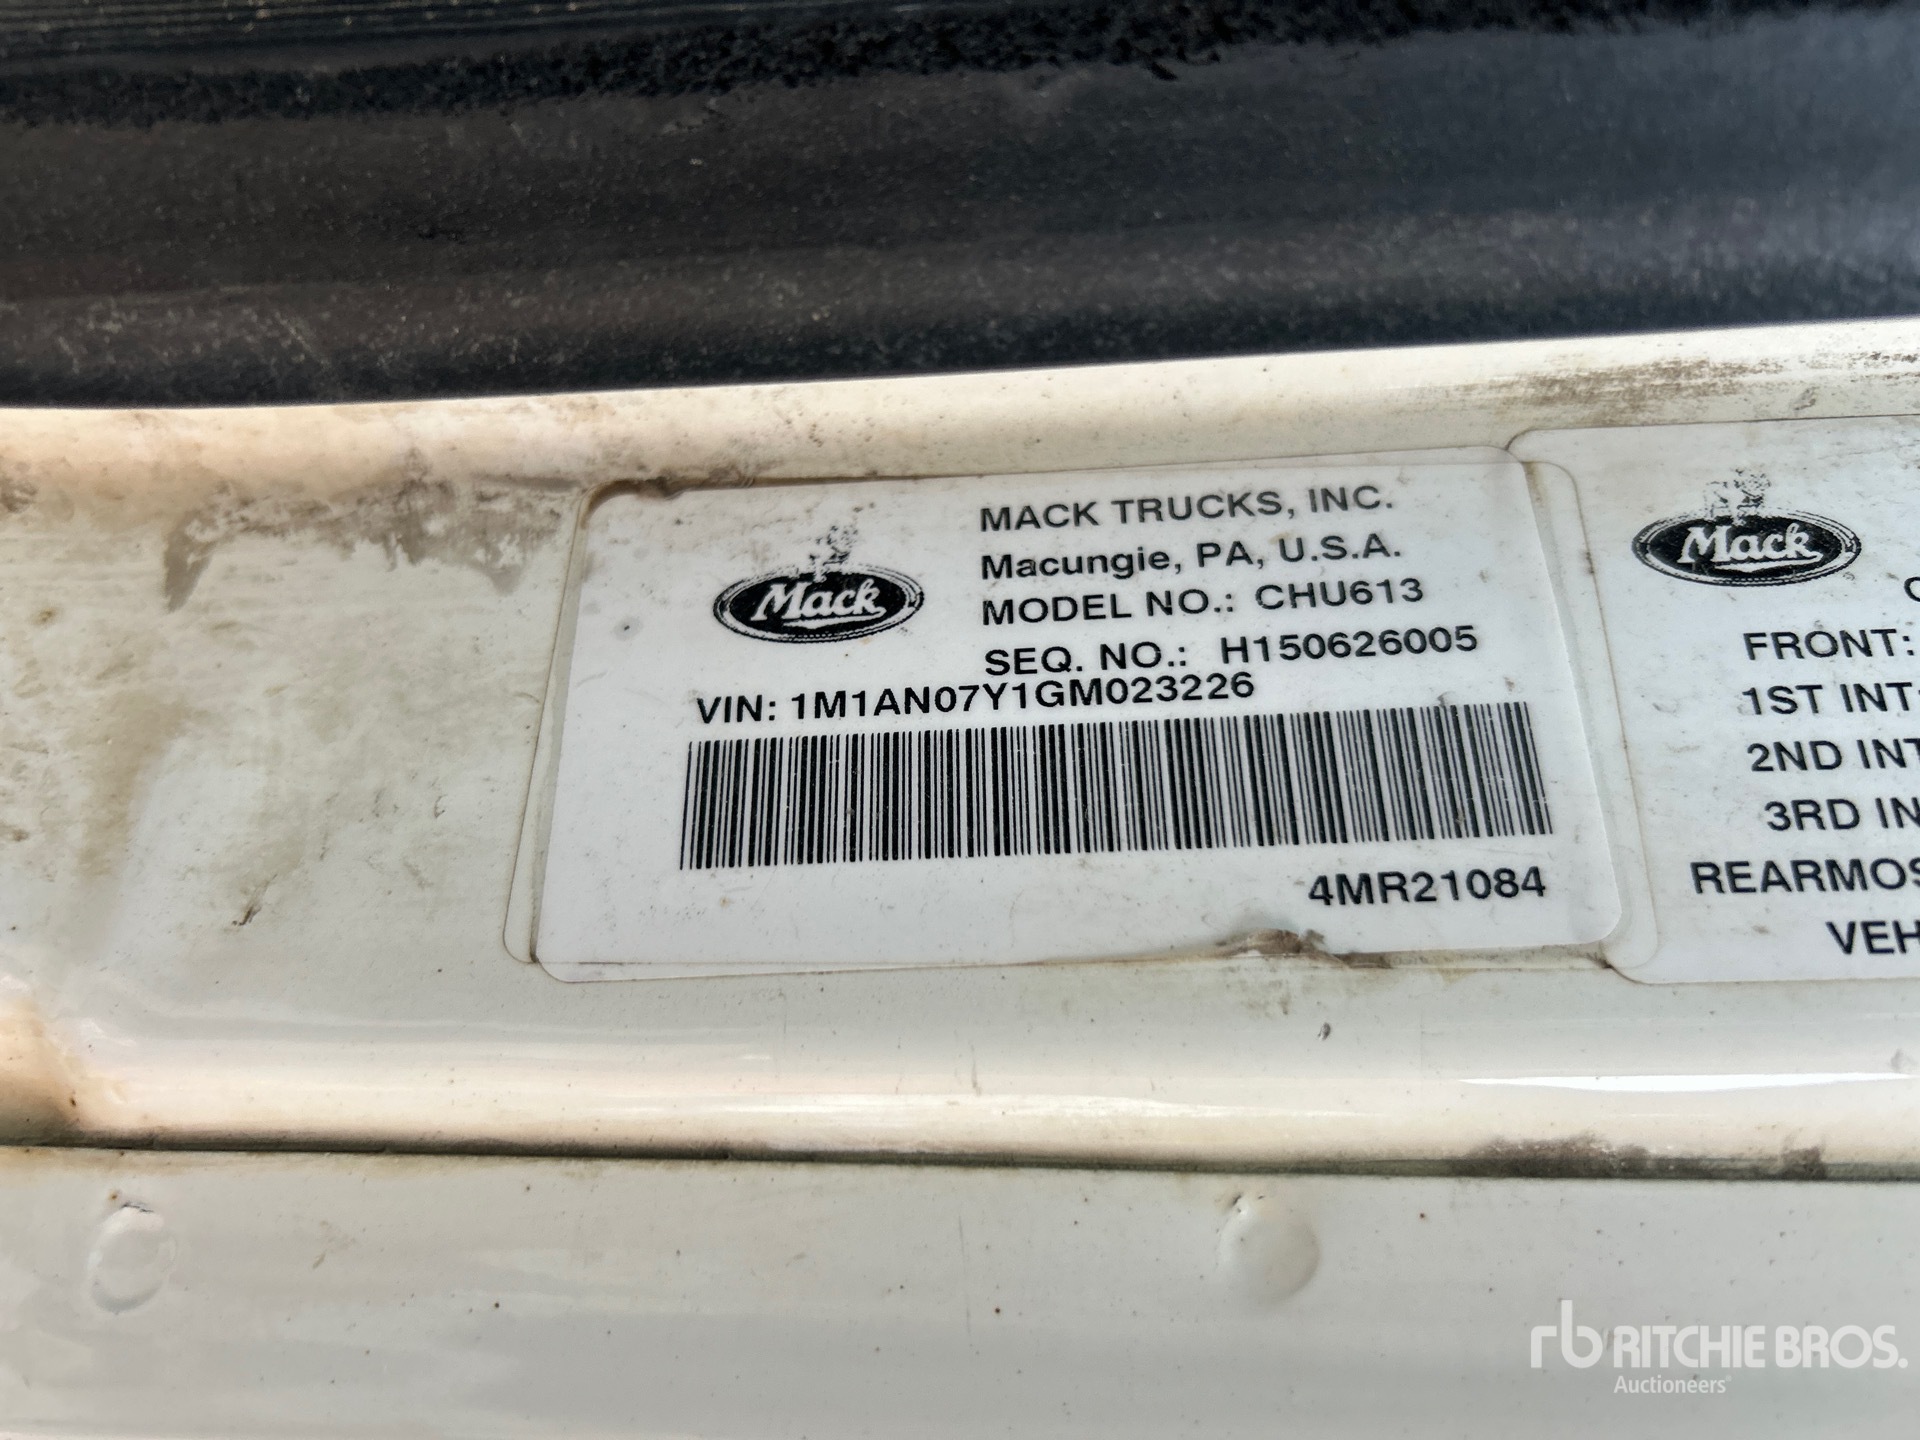 Mack
MACK TRUCKS, INC.
Macungie, PA, U.S.A.
MODEL NO.: CHU613
SEQ. NO.: H150626005
VIN: 1M1AN07Y1GM023226
4MR21084
Mack
FRONT:
1ST INT:
2ND INT
3RD IN
REARMOS
VEH
rb RITCHIE BROS.
Auctioneers